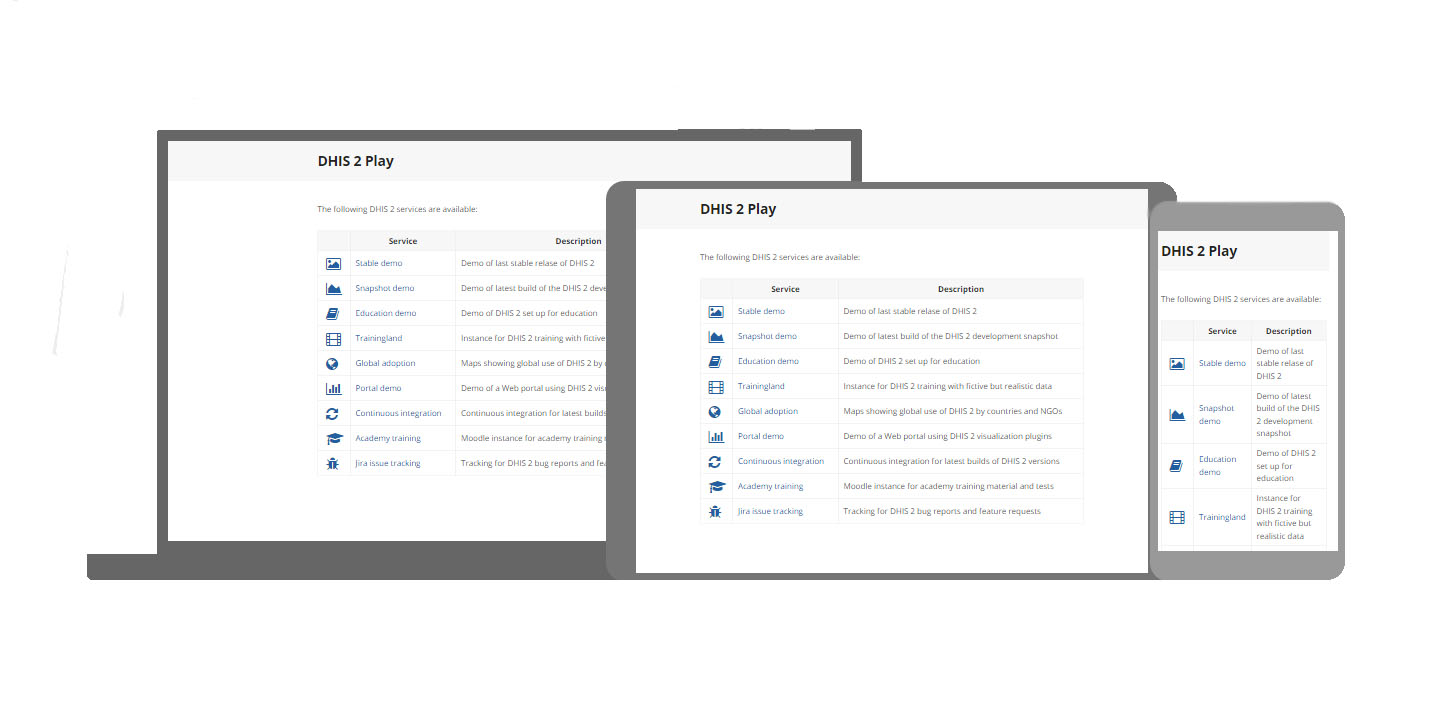 DHIS 2 Play
The following DHIS 2 services are available:
Service Description
Stable demo Demo of last stable relase of DHIS 2
Snapshot demo Demo of latest build of the DHIS 2 deve
Education demo Demo of DHIS 2 set up for education
Trainingland Instance for DHIS 2 training with fictive
Global adoption Maps showing global use of DHIS 2 by
Portal demo Demo of a Web portal using DHIS 2
Continuous integration Continuous integration for latest builds
Academy training Moodle instance for academy training
Jira issue tracking Tracking for DHIS 2 bug reports and
DHIS 2 Play
The following DHIS 2 services are available:
Service Description
Stable demo Demo of last stable relase of DHIS 2
Snapshot demo Demo of latest build of the DHIS 2 development snapshot
Education demo Demo of DHIS 2 set up for education
Trainingland Instance for DHIS 2 training with fictive but realistic data
Global adoption Maps showing global use of DHIS 2 by countries and NGOs
Portal demo Demo of a Web portal using DHIS 2 visualization plugins
Continuous integration Continuous integration for latest builds of DHIS 2 versions
Academy training Moodle instance for academy training material and tests
Jira issue tracking Tracking for DHIS 2 bug reports and feature requests
DHIS 2 Play
The following DHIS 2 services are available:
Service Description
Stable demo
Demo of last
stable relase of
DHIS 2
Snapshot
demo
Demo of latest
build of the DHIS
2 development
snapshot
Education
demo
Demo of DHIS 2
set up for
education
Trainingland
Instance for
DHIS 2 training
with fictive but
realistic data